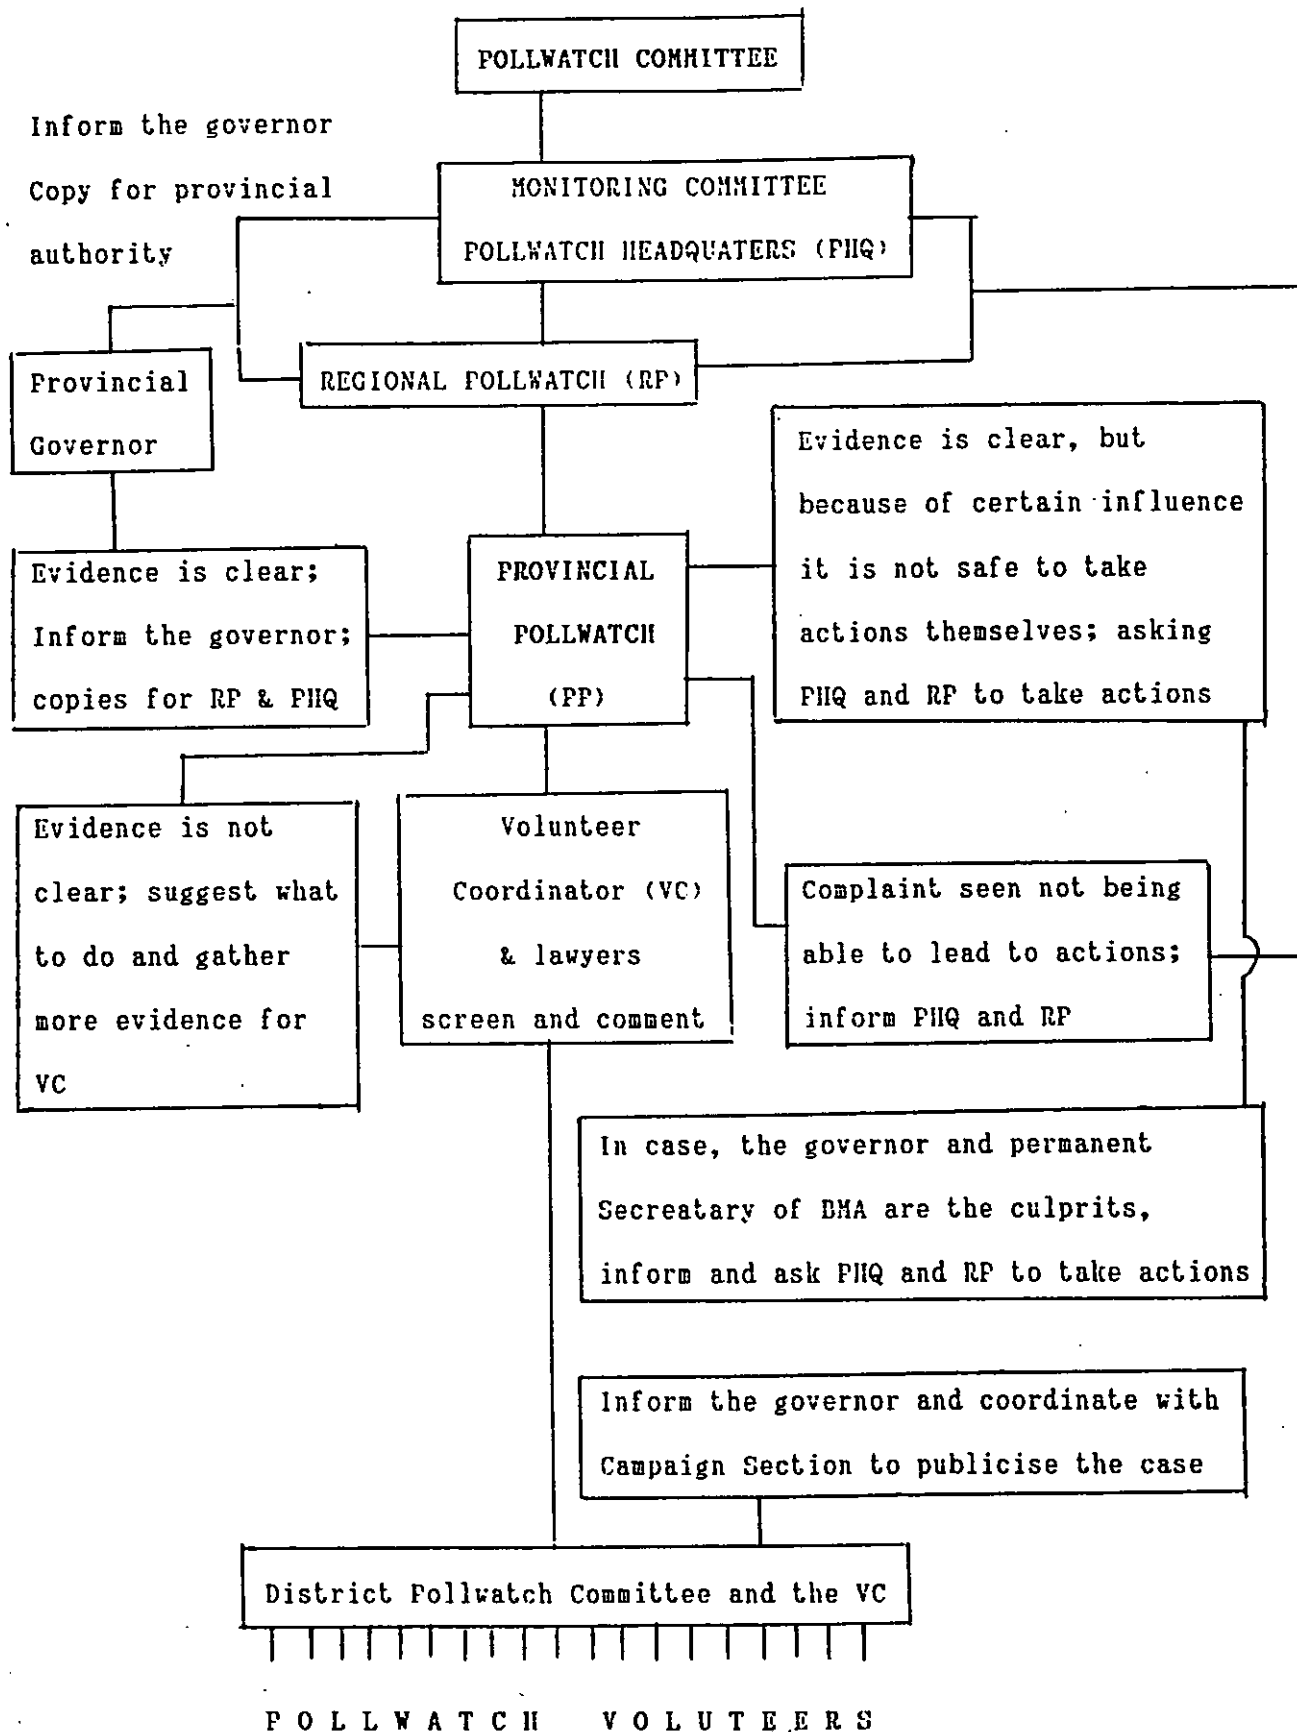 POLLWATCH COMMITTEE
Inform the governor
Copy for provincial
authority
MONITORING COMMITTEE
POLLWATCH HEADQUATERS (PHQ)
REGIONAL POLLWATCH (RP)
Provincial
Governor
Evidence is clear, but
because of certain influence
it is not safe to take
actions themselves; asking
PHQ and RP to take actions
Evidence is clear;
Inform the governor;
copies for RP & PHQ
PROVINCIAL
POLLWATCH
(PP)
Evidence is not
clear; suggest what
to do and gather
more evidence for
VC
Volunteer
Coordinator (VC)
& lawyers
screen and comment
Complaint seen not being
able to lead to actions;
inform PHQ and RP
In case, the governor and permanent
Secreatary of BMA are the culprits,
inform and ask PHQ and RP to take actions
Inform the governor and coordinate with
Campaign Section to publicise the case
District Pollwatch Committee and the VC
POLLWATCH VOLUTEERS